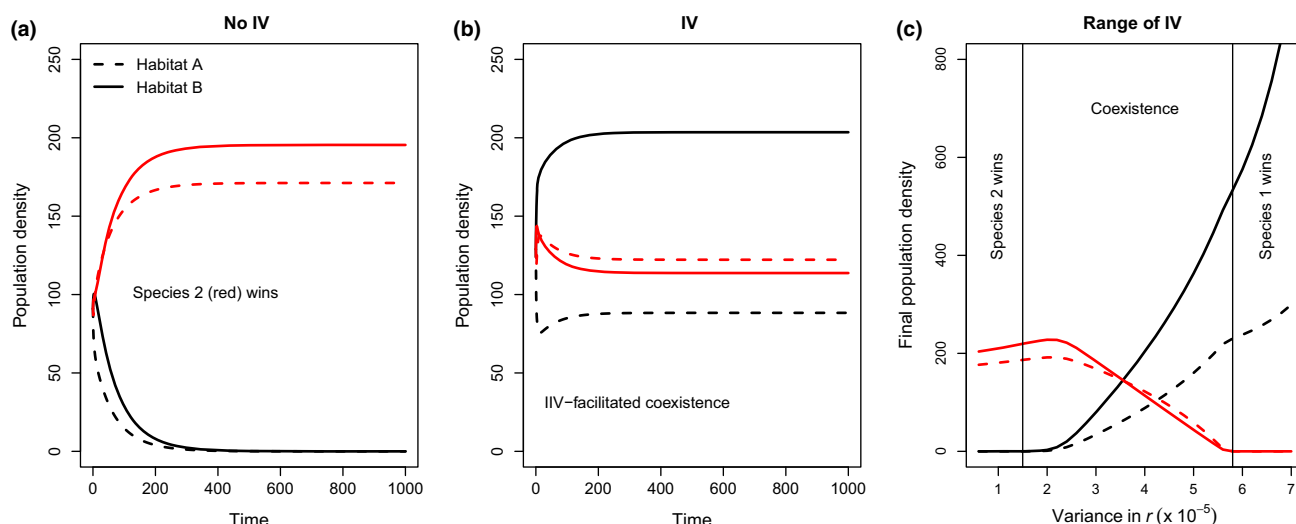 (a)
No IV
Population density
0
50
100
150
200
250
Habitat A
Habitat B
Species 2 (red) wins
0
200
400
600
800
1000
Time
(b)
IV
Population density
0
50
100
150
200
250
IIV−facilitated coexistence
0
200
400
600
800
1000
Time
(c)
Range of IV
Final population density
0
200
400
600
800
Species 2 wins
Coexistence
Species 1 wins
1
2
3
4
5
6
7
Variance in r (x 10⁻⁵)